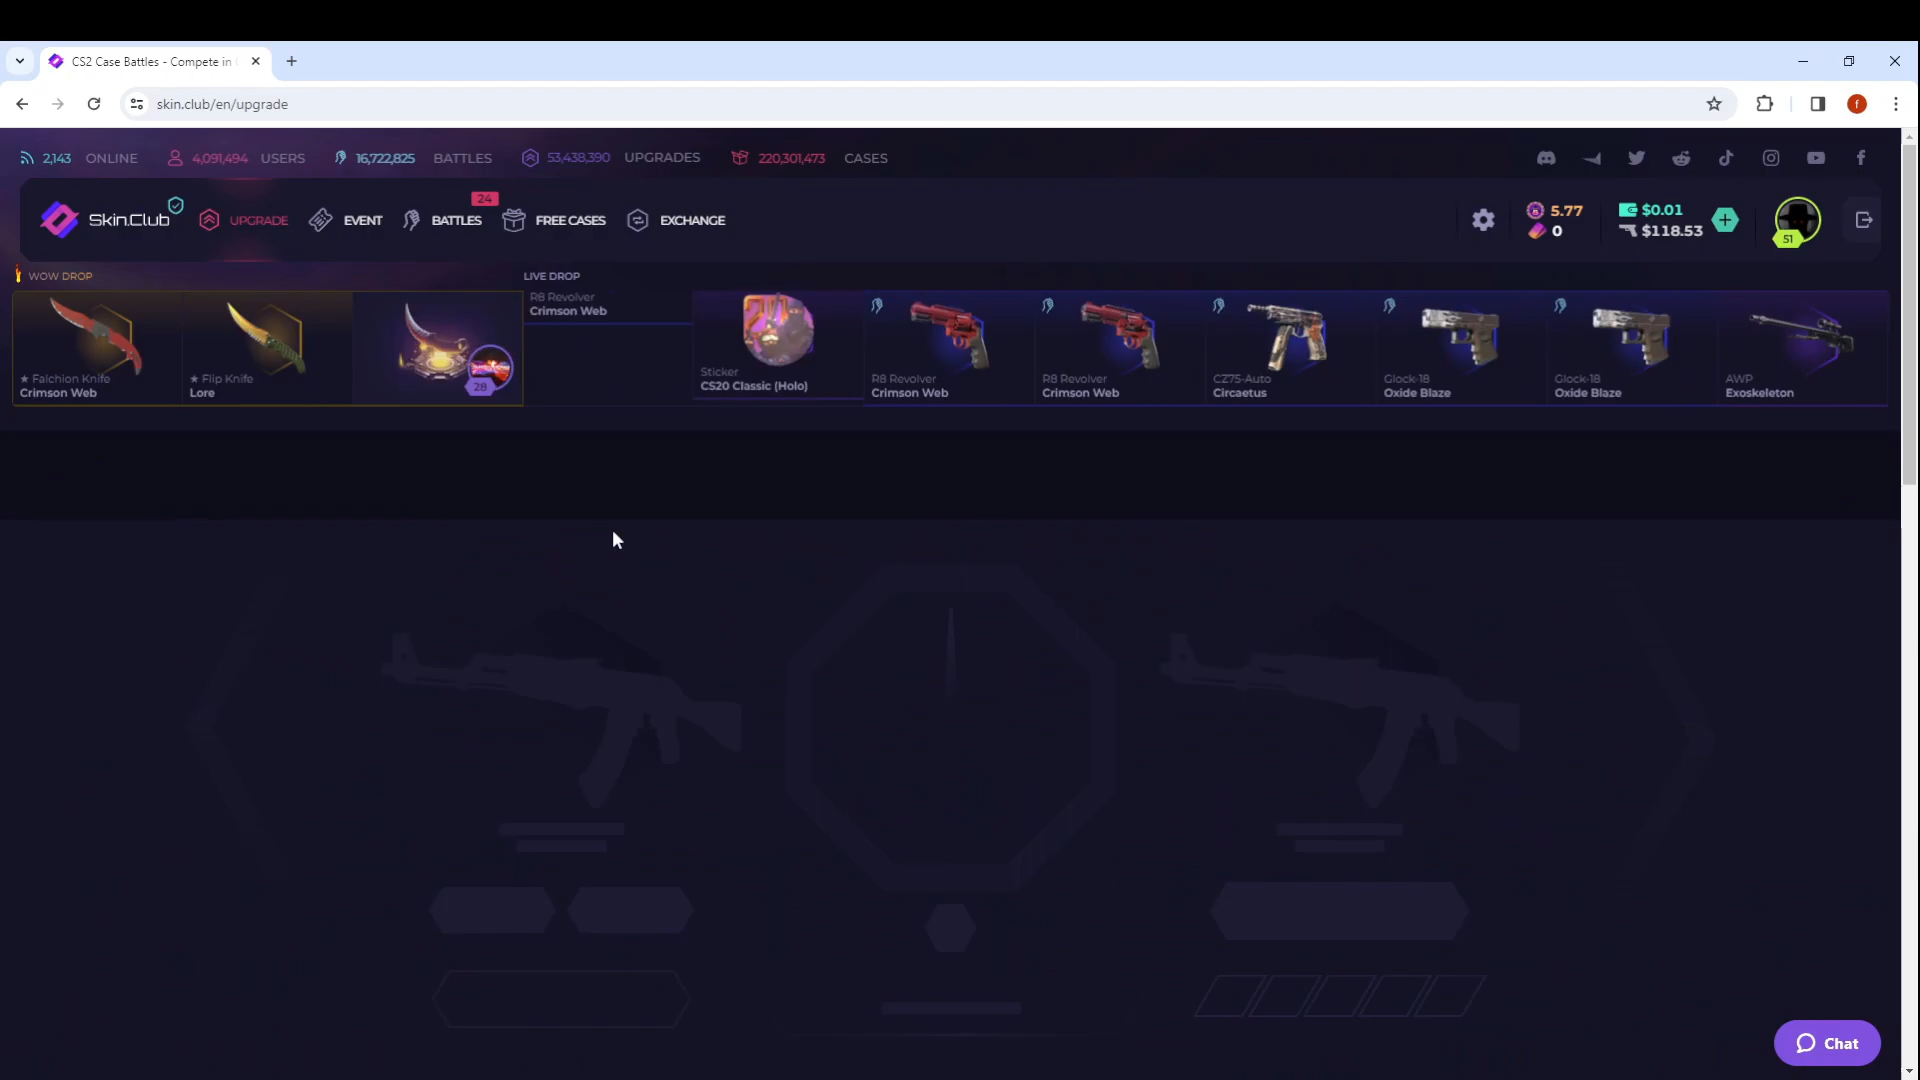 CS2 Case Battles - Compete in
skin.club/en/upgrade
f
2,143 ONLINE 4,091,494 USERS 16,722,825 BATTLES 53,438,390 UPGRADES 220,301,473 CASES
Skin.Club UPGRADE EVENT BATTLES 24 FREE CASES EXCHANGE
5.77
0
$0.01
$118.53
51
WOW DROP
LIVE DROP
★ Falchion Knife
Crimson Web
★ Flip Knife
Lore
28
R8 Revolver
Crimson Web
Sticker
CS20 Classic (Holo)
R8 Revolver
Crimson Web
R8 Revolver
Crimson Web
CZ75-Auto
Circaetus
Glock-18
Oxide Blaze
Glock-18
Oxide Blaze
AWP
Exoskeleton
Chat